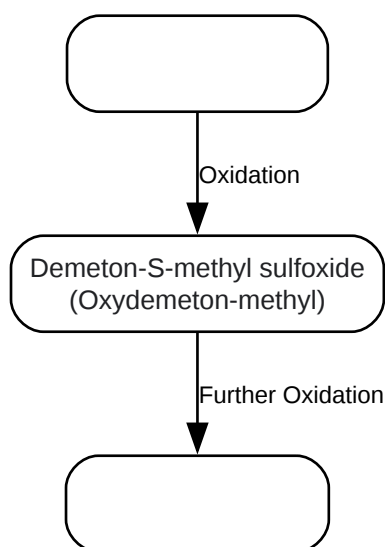 Oxidation
Demeton-S-methyl sulfoxide
(Oxydemeton-methyl)
Further Oxidation